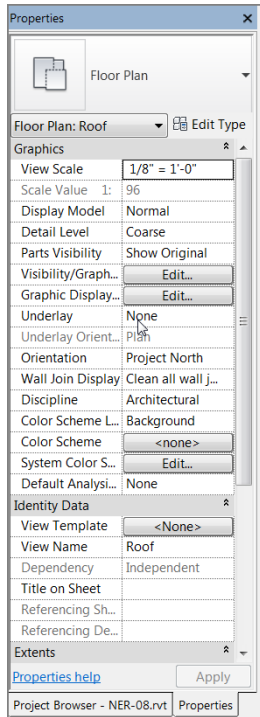 Properties
Floor Plan
Floor Plan: Roof Edit Type
Graphics
View Scale 1/8" = 1'-0"
Scale Value 1: 96
Display Model Normal
Detail Level Coarse
Parts Visibility Show Original
Visibility/Graph... Edit...
Graphic Display... Edit...
Underlay None
Underlay Orient... Plan
Orientation Project North
Wall Join Display Clean all wall j...
Discipline Architectural
Color Scheme L... Background
Color Scheme <none>
System Color S... Edit...
Default Analysi... None
Identity Data
View Template <None>
View Name Roof
Dependency Independent
Title on Sheet
Referencing Sh...
Referencing De...
Extents
Properties help Apply
Project Browser - NER-08.rvt Properties